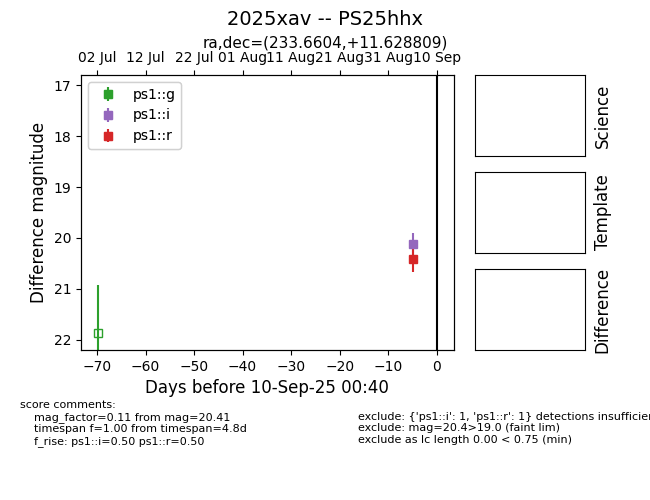 2025xav -- PS25hhx
ra,dec=(233.6604,+11.628809)
02 Jul 12 Jul 22 Jul 01 Aug 11 Aug 21 Aug 31 Aug 10 Sep
17
18
19
20
21
22
Difference magnitude
ps1::g
ps1::i
ps1::r
−70 −60 −50 −40 −30 −20 −10 0
Days before 10-Sep-25 00:40
Science
Template
Difference
score comments:
mag_factor=0.11 from mag=20.41
timespan f=1.00 from timespan=4.8d
f_rise: ps1::i=0.50 ps1::r=0.50
exclude: {'ps1::i': 1, 'ps1::r': 1} detections
exclude: mag=20.4>19.0 (faint lim)
exclude as lc length 0.00 < 0.75 (min)